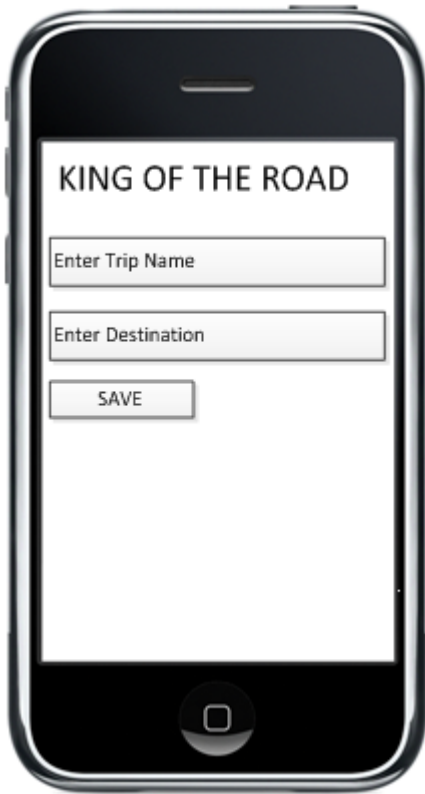 KING OF THE ROAD
Enter Trip Name
Enter Destination
SAVE